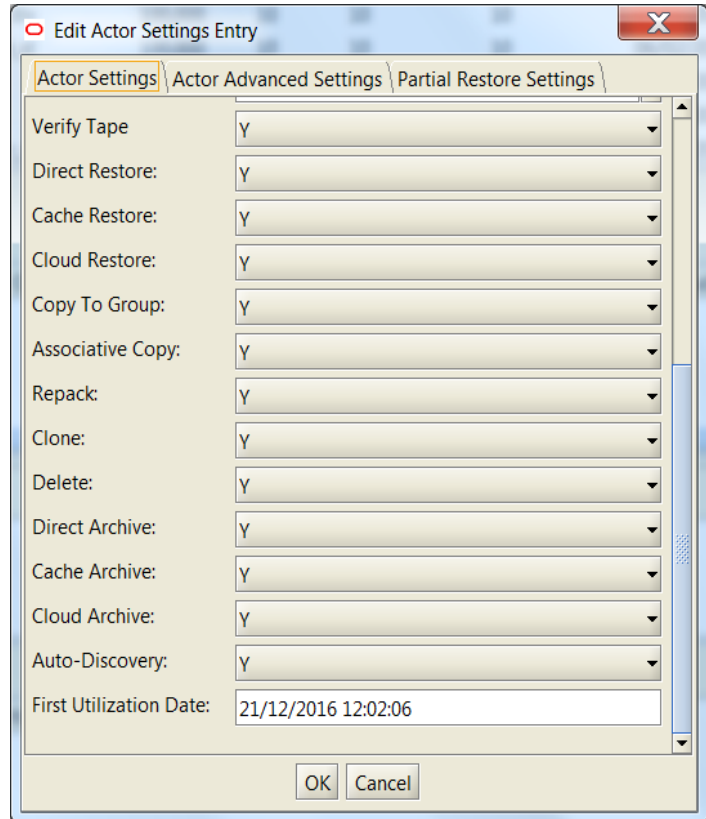 Edit Actor Settings Entry
Actor Settings Actor Advanced Settings Partial Restore Settings
Verify Tape Y
Direct Restore: Y
Cache Restore: Y
Cloud Restore: Y
Copy To Group: Y
Associative Copy: Y
Repack: Y
Clone: Y
Delete: Y
Direct Archive: Y
Cache Archive: Y
Cloud Archive: Y
Auto-Discovery: Y
First Utilization Date: 21/12/2016 12:02:06
OK Cancel